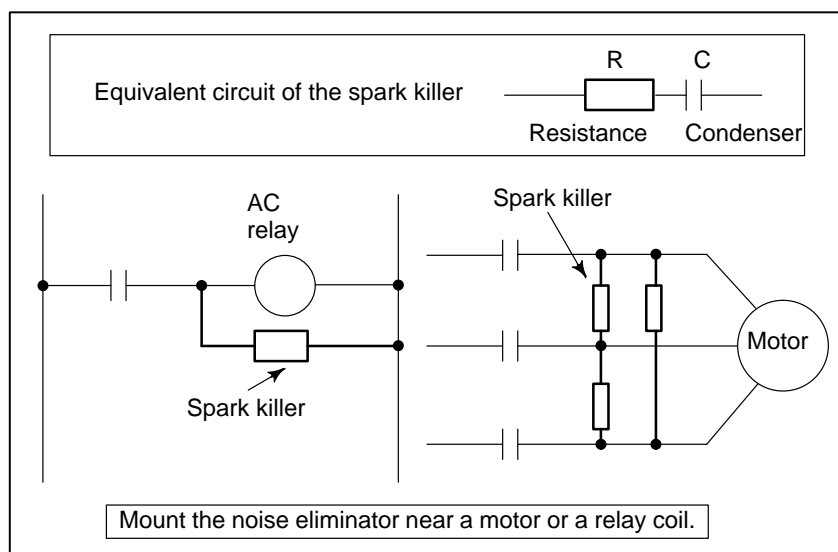 R
C
Equivalent circuit of the spark killer
Resistance
Condenser
AC
relay
Spark killer
Spark killer
Motor
Mount the noise eliminator near a motor or a relay coil.